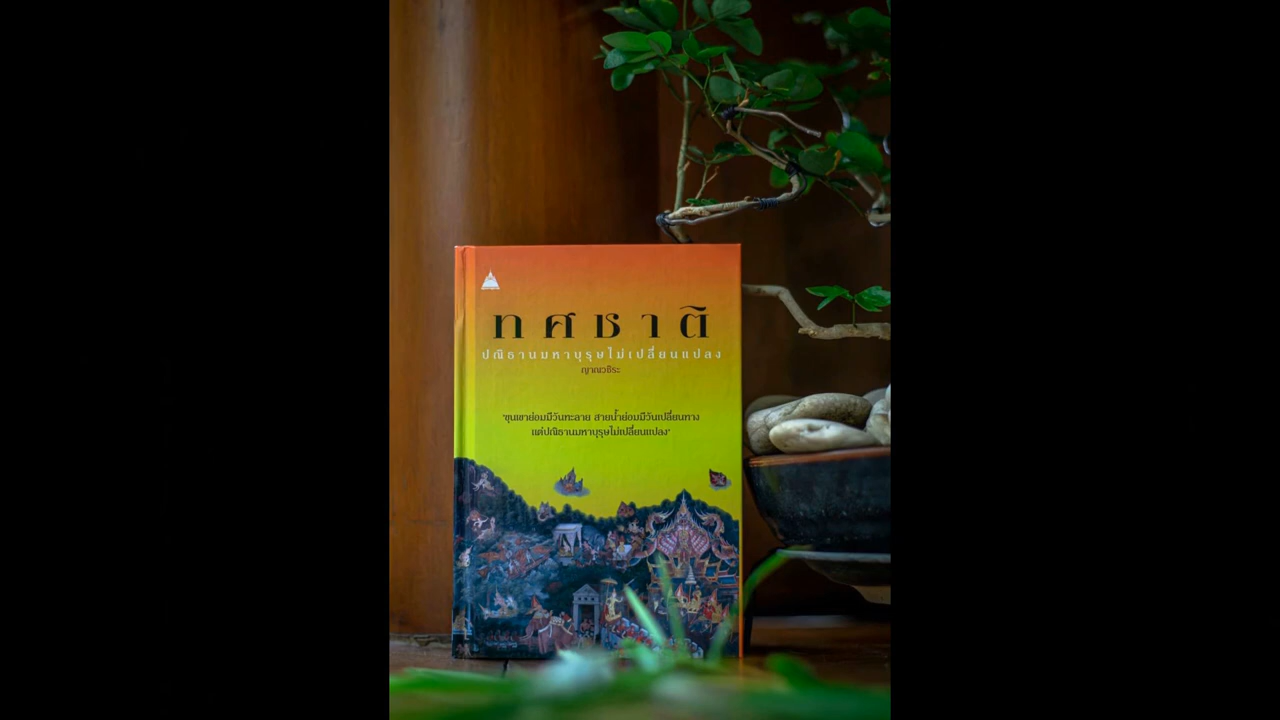 ทศชาติ
ปณิธานมหาบุรุษไม่เปลี่ยนแปลง
ญาณวชิระ
"ขุนเขาย่อมมีวันทะลาย สายน้ำย่อมมีวันเปลี่ยนทาง
แต่ปณิธานมหาบุรุษไม่เปลี่ยนแปลง"